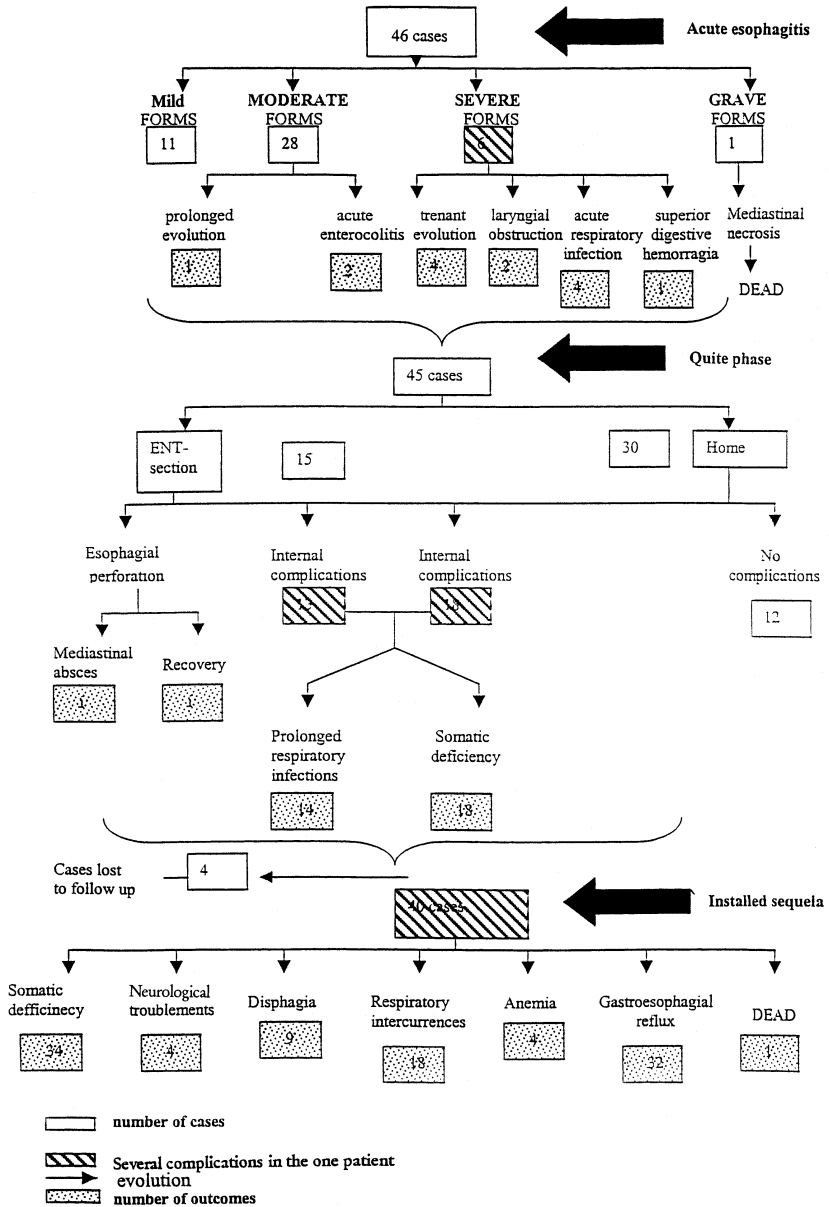 46 cases
Acute esophagitis
Mild
FORMS
11
MODERATE
FORMS
28
SEVERE
FORMS
6
GRAVE
FORMS
1
prolonged
evolution
1
acute
enterocolitis
2
trenant
evolution
4
laryngial
obstruction
2
acute
respiratory
infection
4
superior
digestive
hemorragia
1
Mediastinal
necrosis
DEAD
45 cases
Quite phase
ENT-
section
15
30
Home
Esophagial
perforation
Internal
complications
Internal
complications
No
complications
12
Mediastinal
absces
1
Recovery
1
Prolonged
respiratory
infections
14
Somatic
deficiency
18
Cases lost
to follow up
4
40 cases
Installed sequela
Somatic
defficinecy
34
Neurological
troublements
4
Disphagia
9
Respiratory
intercurrences
18
Anemia
4
Gastroesophagial
reflux
32
DEAD
1
number of cases
Several complications in the one patient
evolution
number of outcomes